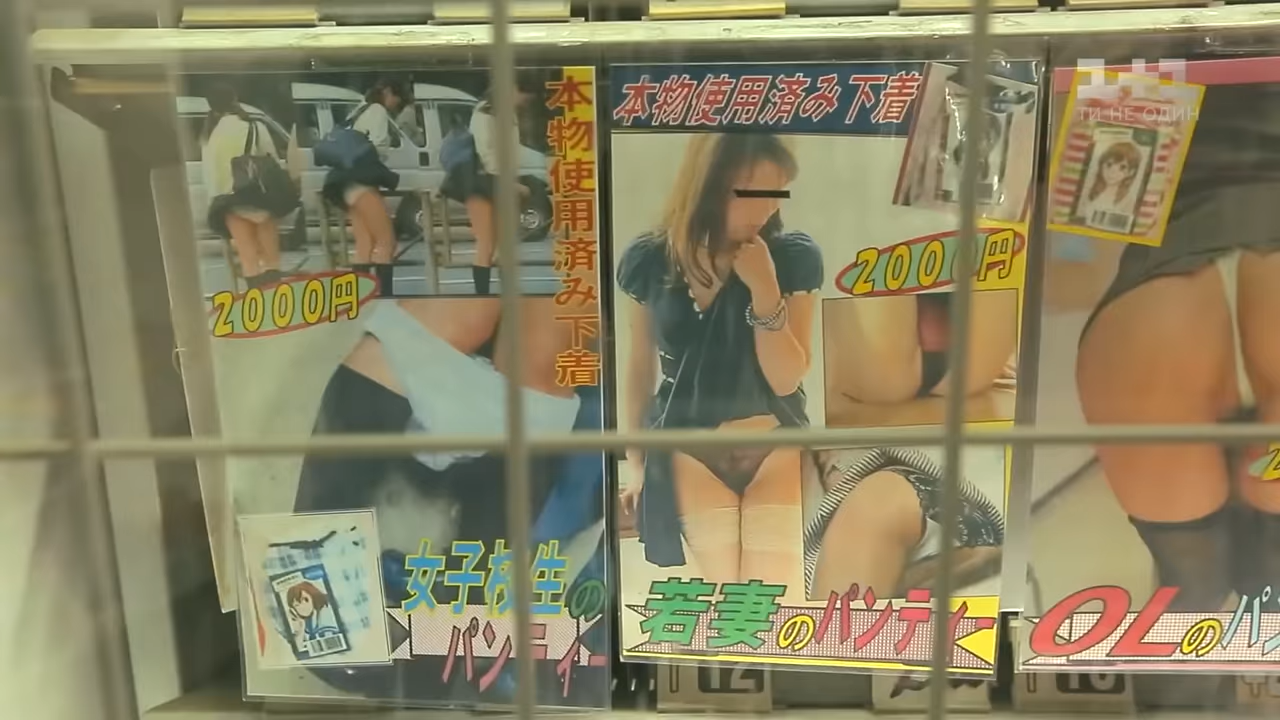 本物使用済み下着
2000円
女子校生の
パンティー
本物使用済み下着
2000円
若妻の
パンティー
OLの
12
1+1
ТИ НЕ ОДИН